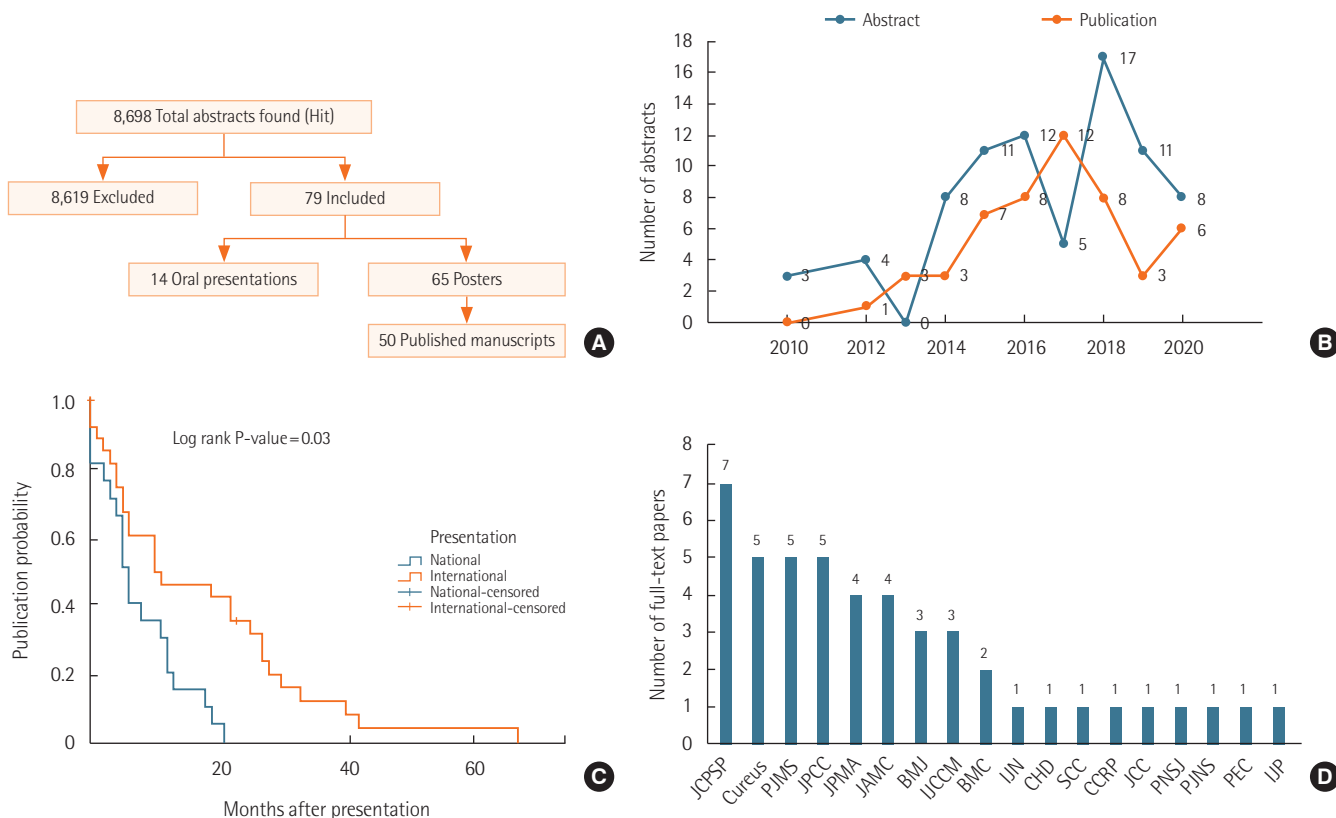 8,698 Total abstracts found (Hit)
8,619 Excluded
79 Included
14 Oral presentations
65 Posters
50 Published manuscripts
A
Abstract
Publication
Number of abstracts
18
16
14
12
10
8
6
4
2
0
3
4
0
8
11
12
5
17
11
8
0
1
3
3
7
8
12
8
3
6
2010
2012
2014
2016
2018
2020
B
Publication probability
1.0
0.8
0.6
0.4
0.2
0
Log rank P-value=0.03
Presentation
National
International
National-censored
International-censored
20
40
60
Months after presentation
C
Number of full-text papers
8
7
6
5
4
3
2
1
0
7
5
5
5
4
4
3
3
2
1
1
1
1
1
1
1
1
1
JCPSP
Cureus
PJMS
JPCC
JPMA
JAMC
BMJ
IJCCM
BMC
IJN
CHD
SCC
CCRP
JCC
PNSJ
PJNS
PEC
IJP
D